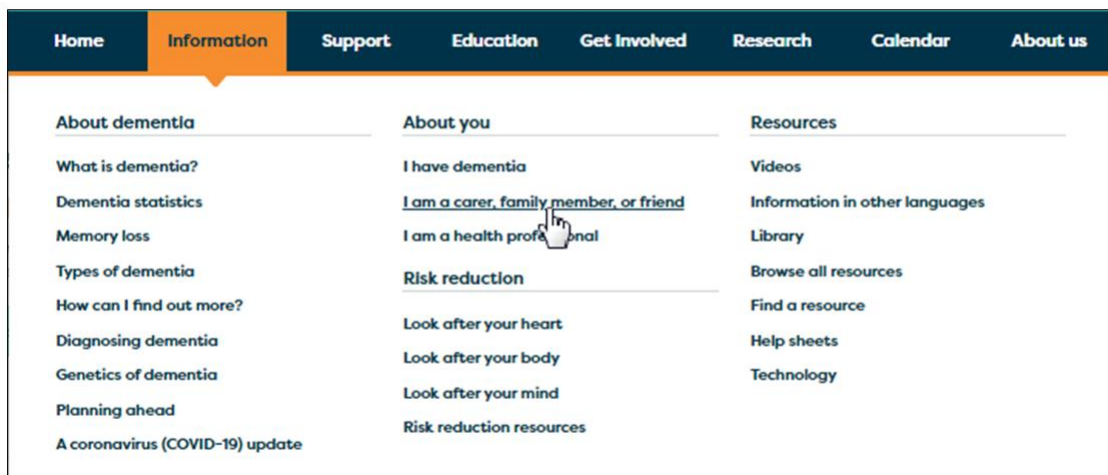 Home Information Support Education Get Involved Research Calendar About us
About dementia
What is dementia?
Dementia statistics
Memory loss
Types of dementia
How can I find out more?
Diagnosing dementia
Genetics of dementia
Planning ahead
A coronavirus (COVID-19) update
About you
I have dementia
I am a carer, family member, or friend
I am a health professional
Risk reduction
Look after your heart
Look after your body
Look after your mind
Risk reduction resources
Resources
Videos
Information in other languages
Library
Browse all resources
Find a resource
Help sheets
Technology